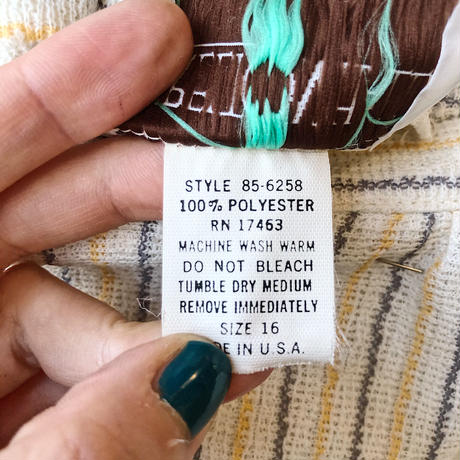 STYLE 85-6258
100% POLYESTER
RN 17463
MACHINE WASH WARM
DO NOT BLEACH
TUMBLE DRY MEDIUM
REMOVE IMMEDIATELY
SIZE 16
DE IN U.S.A.